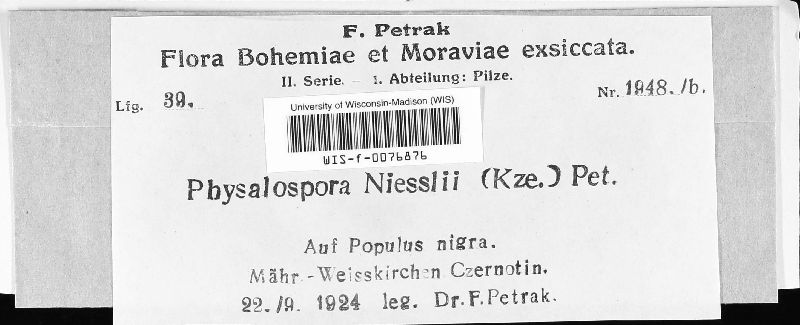 F. Petrak
Flora Bohemiae et Moraviae exsiccata.
II. Serie. – 1. Abteilung: Pilze.
Lfg. 39.
Nr. 1948./b.
University of Wisconsin-Madison (WIS)
WIS-f-0076876
Physalospora Niesslii (Kze.) Pet.
Auf Populus nigra.
Mähr.-Weisskirchen Czernotin.
22./9. 1924 leg. Dr. F. Petrak.